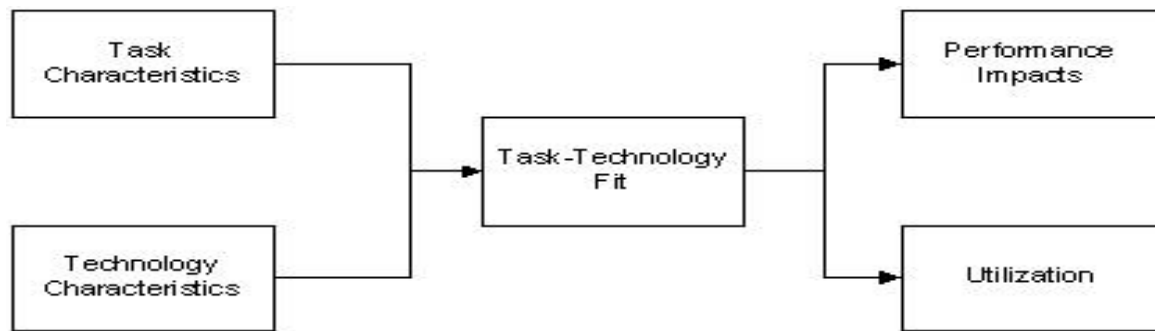 Task
Characteristics
Technology
Characteristics
Task-Technology
Fit
Performance
Impacts
Utilization